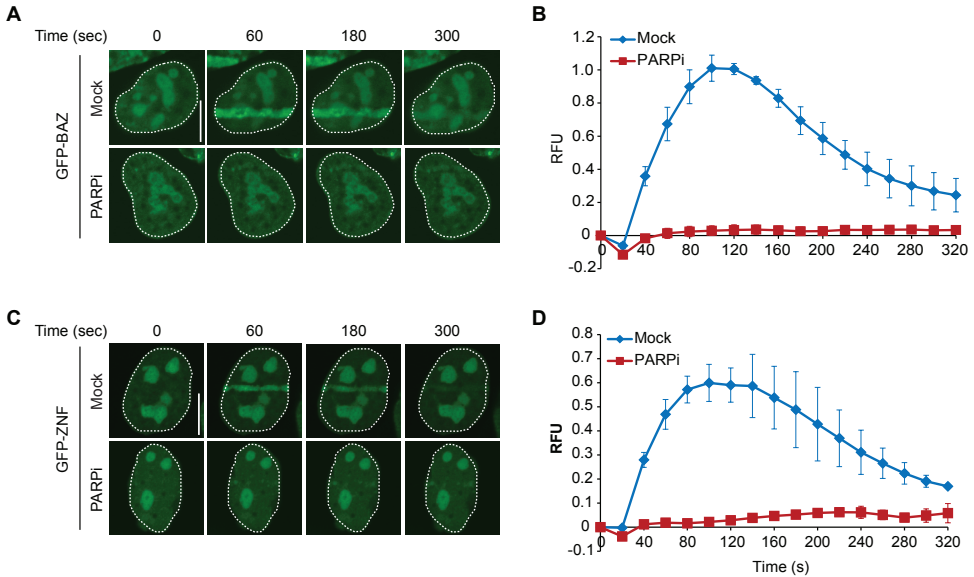 A
Time (sec) 0 60 180 300
GFP-BAZ
Mock
PARPi
B
Mock
PARPi
RFU
1.2
1.0
0.8
0.6
0.4
0.2
0
-0.2
0 40 80 120 160 200 240 280 320
C
Time (sec) 0 60 180 300
GFP-ZNF
Mock
PARPi
D
Mock
PARPi
RFU
0.8
0.7
0.6
0.5
0.4
0.3
0.2
0.1
0
-0.1
0 40 80 120 160 200 240 280 320
Time (s)